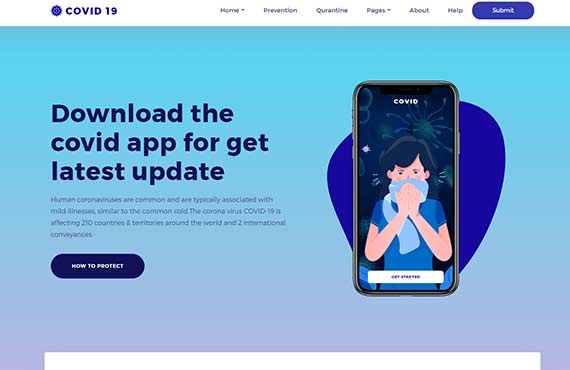 COVID 19
Home Prevention Qurantine Pages About Help Submit
Download the
covid app for get
latest update
Human coronaviruses are common and are typically associated with
mild illnesses, similar to the common cold.The corona virus COVID-19 is
affecting 210 countries & territories around the world and 2 international
conveyances.
HOW TO PROTECT
COVID
GET STARTED